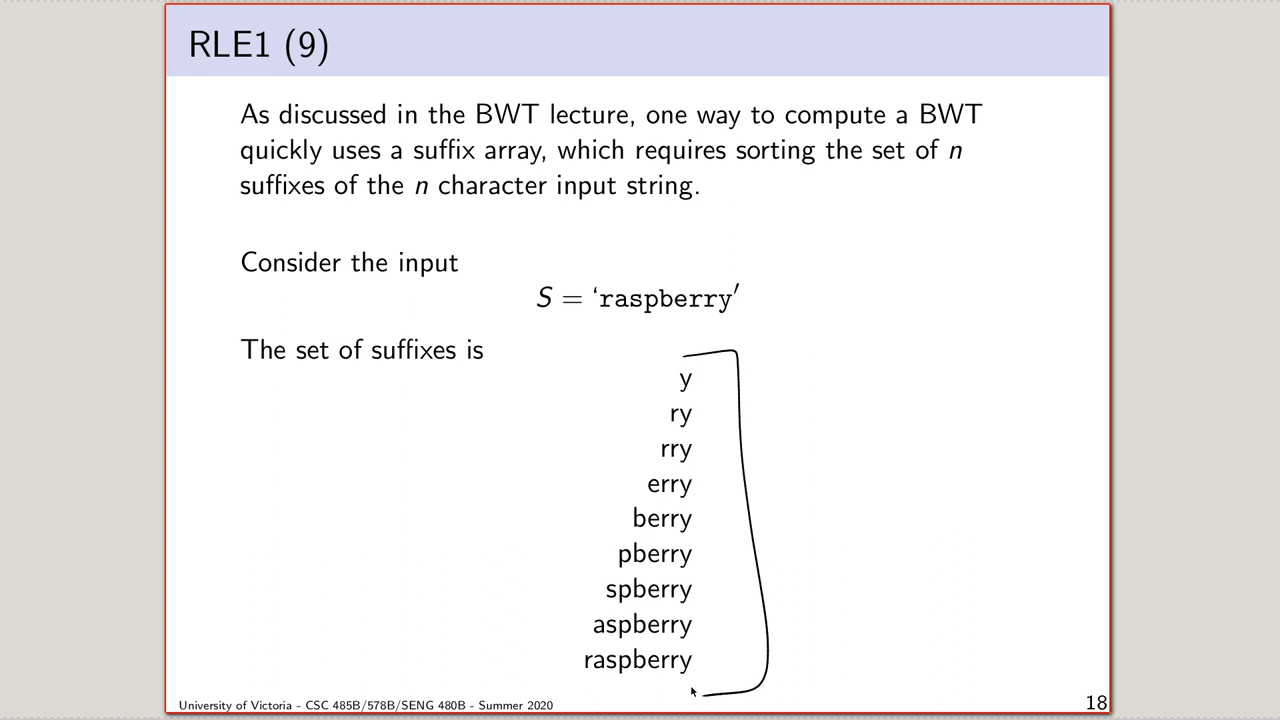 RLE1 (9)
As discussed in the BWT lecture, one way to compute a BWT
quickly uses a suffix array, which requires sorting the set of n
suffixes of the n character input string.
Consider the input
S = ‘raspberry′
The set of suffixes is
y
ry
rry
erry
berry
pberry
spberry
aspberry
raspberry
University of Victoria - CSC 485B/578B/SENG 480B - Summer 2020
18